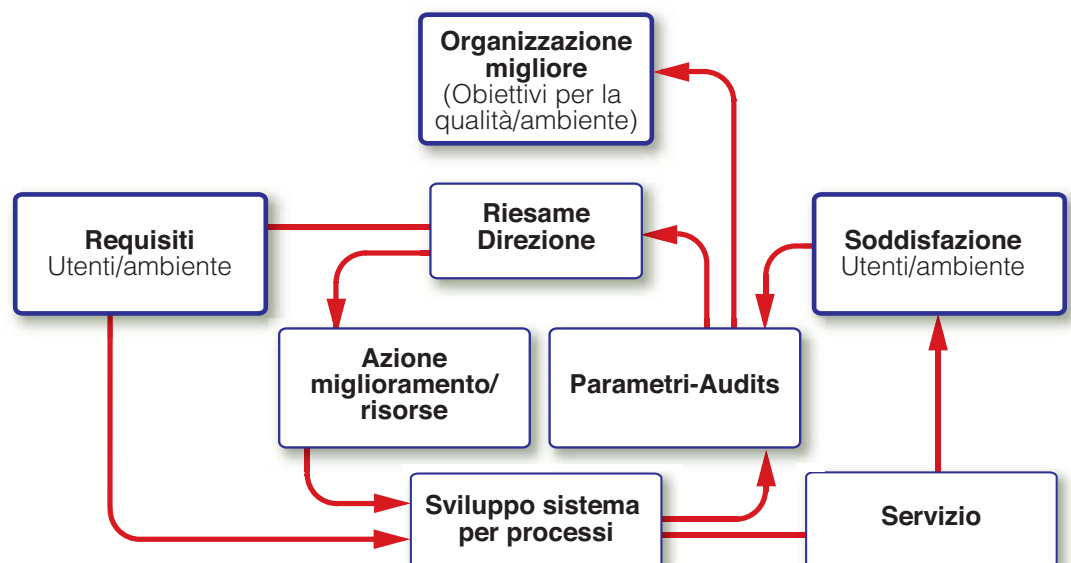 Organizzazione
migliore
(Obiettivi per la
qualità/ambiente)
Riesame
Direzione
Requisiti
Utenti/ambiente
Soddisfazione
Utenti/ambiente
Azione
miglioramento/
risorse
Parametri-Audits
Sviluppo sistema
per processi
Servizio